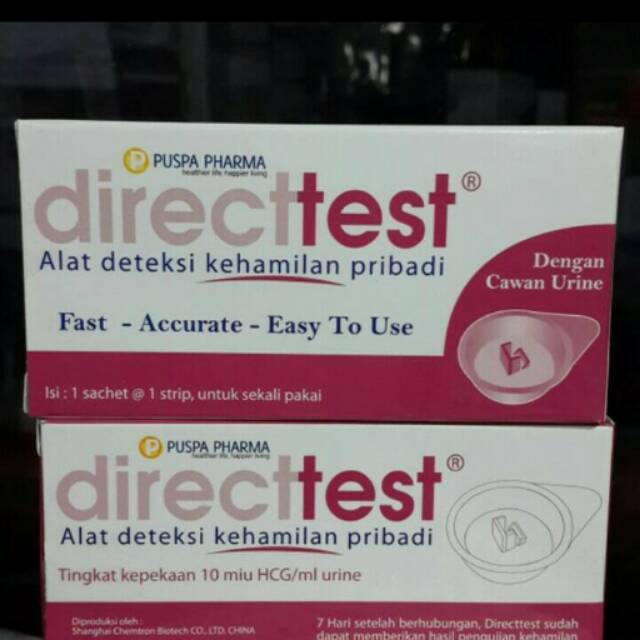 PUSPA PHARMA
healthier life, happier living
directtest®
Alat deteksi kehamilan pribadi
Dengan
Cawan Urine
Fast - Accurate - Easy To Use
Isi : 1 sachet @ 1 strip, untuk sekali pakai
PUSPA PHARMA
healthier life, happier living
directtest®
Alat deteksi kehamilan pribadi
Tingkat kepekaan 10 miu HCG/ml urine
Diproduksi oleh :
Shanghai Chemtron Biotech CO., LTD. CHINA
7 Hari setelah berhubungan, Directtest sudah
dapat memberikan hasil pengujian kehamilan